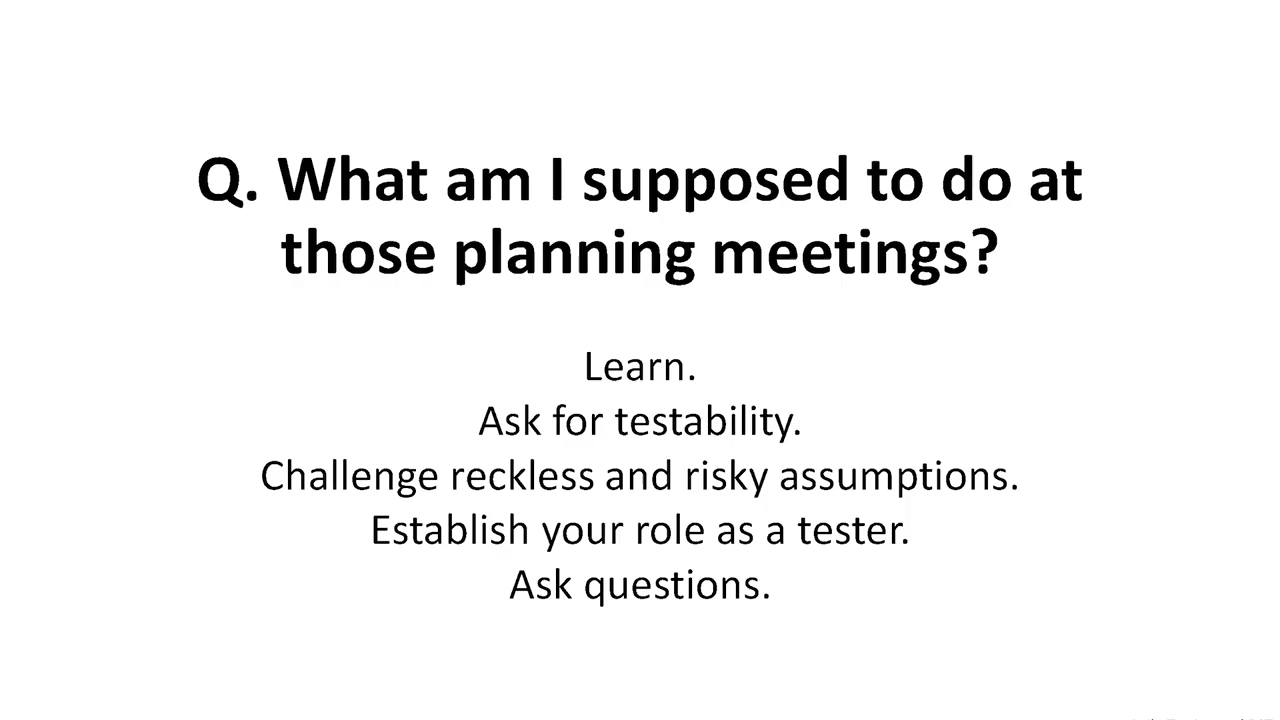 Q. What am I supposed to do at
those planning meetings?
Learn.
Ask for testability.
Challenge reckless and risky assumptions.
Establish your role as a tester.
Ask questions.